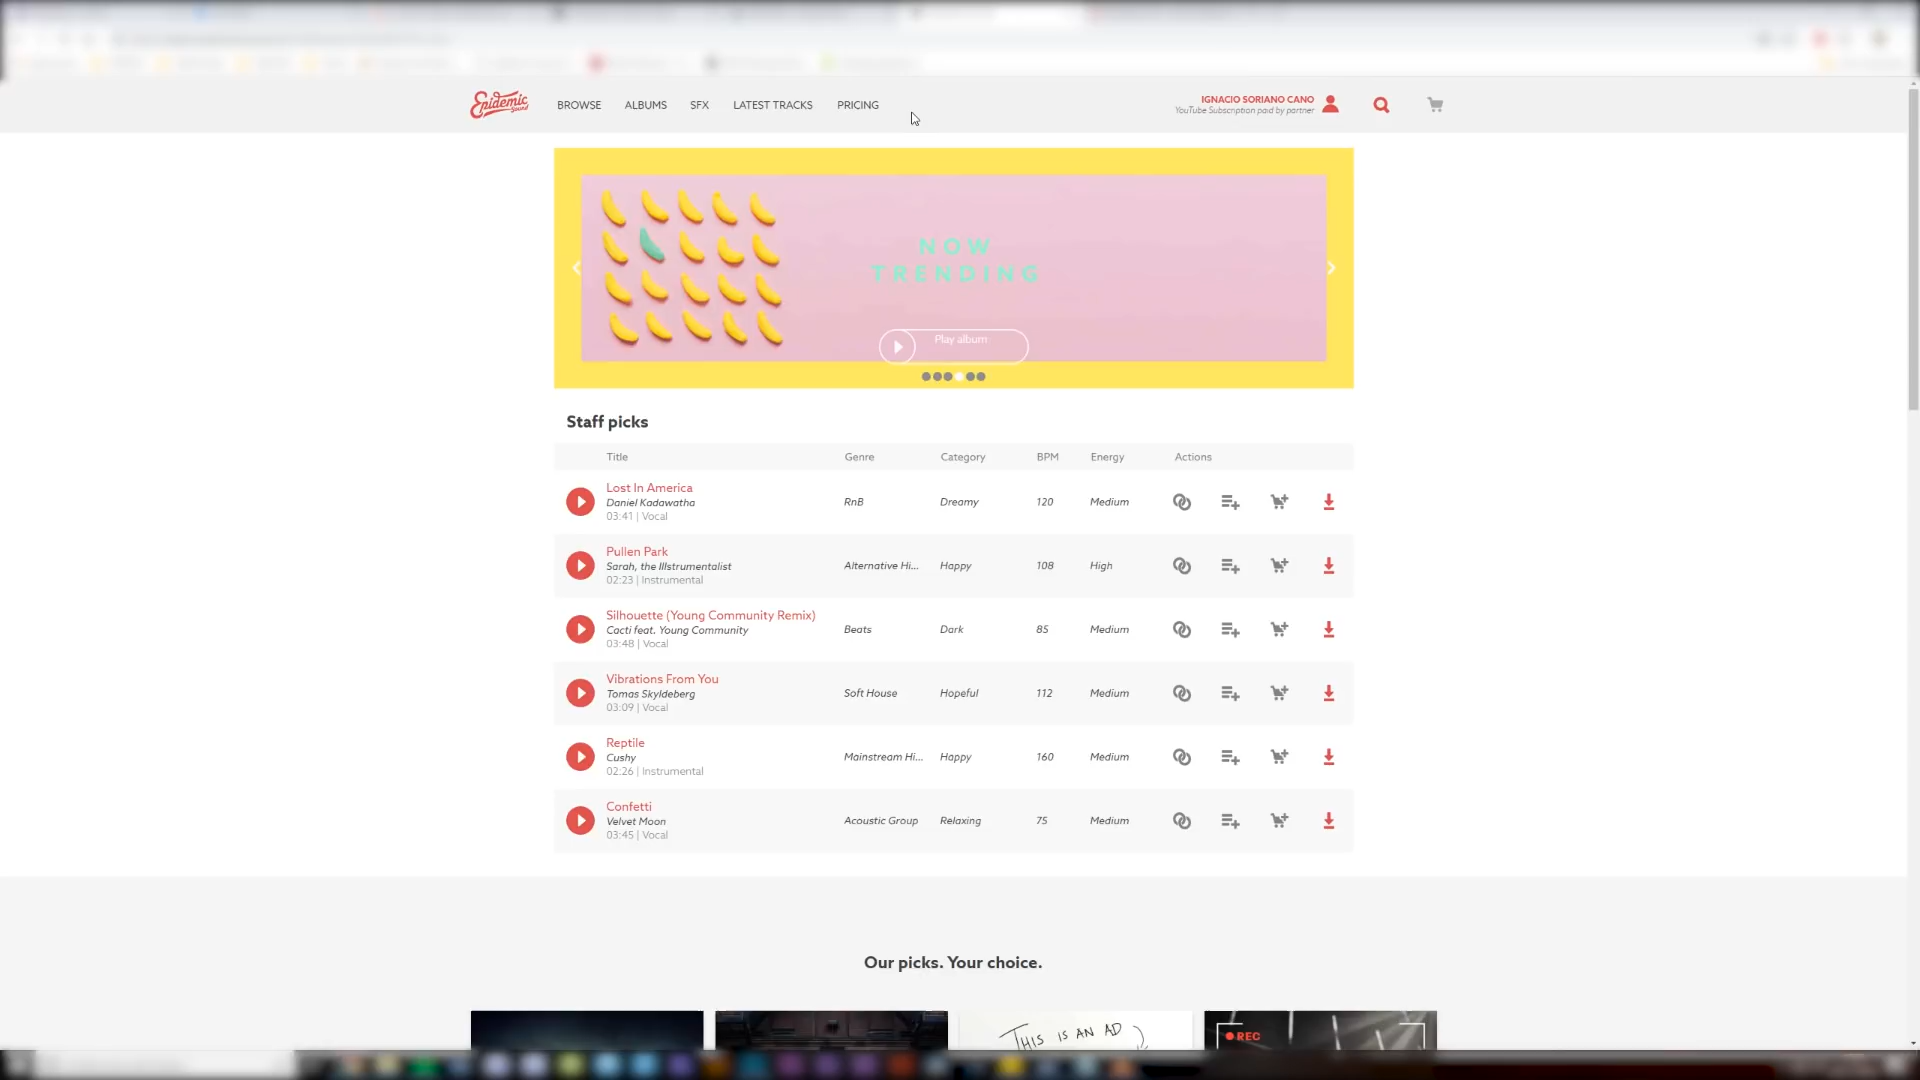 Epidemic Sound
BROWSE ALBUMS SFX LATEST TRACKS PRICING
IGNACIO SORIANO CANO
YouTube Subscription paid by partner
NOW
TRENDING
Play album
Staff picks
Title Genre Category BPM Energy Actions
Lost In America
Daniel Kadawatha
03:41 | Vocal
RnB Dreamy 120 Medium
Pullen Park
Sarah, the Illstrumentalist
02:23 | Instrumental
Alternative Hi... Happy 108 High
Silhouette (Young Community Remix)
Cacti feat. Young Community
03:48 | Vocal
Beats Dark 85 Medium
Vibrations From You
Tomas Skyldeberg
03:09 | Vocal
Soft House Hopeful 112 Medium
Reptile
Cushy
02:26 | Instrumental
Mainstream Hi... Happy 160 Medium
Confetti
Velvet Moon
03:45 | Vocal
Acoustic Group Relaxing 75 Medium
Our picks. Your choice.
THIS IS AN AD
REC